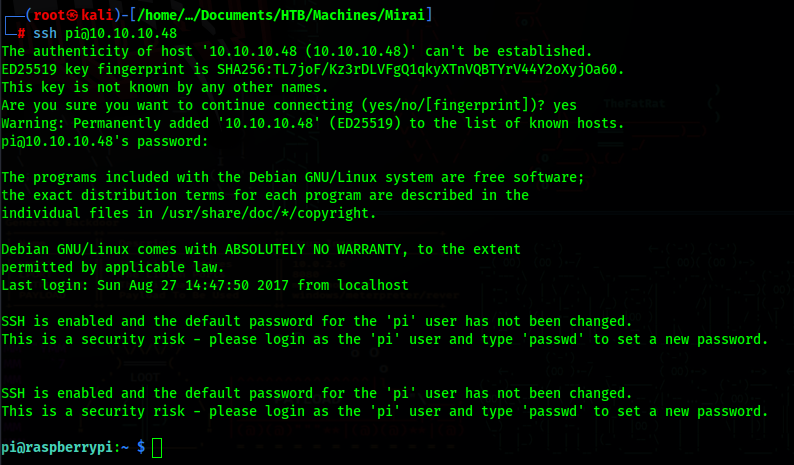 ┌──(root㉿kali)-[/home/…/Documents/HTB/Machines/Mirai]
└─# ssh pi@10.10.10.48
The authenticity of host '10.10.10.48 (10.10.10.48)' can't be established.
ED25519 key fingerprint is SHA256:TL7joF/Kz3rDLVFgQ1qkyXTnVQBTYrV44Y2oXyjOa60.
This key is not known by any other names.
Are you sure you want to continue connecting (yes/no/[fingerprint])? yes
Warning: Permanently added '10.10.10.48' (ED25519) to the list of known hosts.
pi@10.10.10.48's password:
The programs included with the Debian GNU/Linux system are free software;
the exact distribution terms for each program are described in the
individual files in /usr/share/doc/*/copyright.
Debian GNU/Linux comes with ABSOLUTELY NO WARRANTY, to the extent
permitted by applicable law.
Last login: Sun Aug 27 14:47:50 2017 from localhost
SSH is enabled and the default password for the 'pi' user has not been changed.
This is a security risk - please login as the 'pi' user and type 'passwd' to set a new password.
SSH is enabled and the default password for the 'pi' user has not been changed.
This is a security risk - please login as the 'pi' user and type 'passwd' to set a new password.
pi@raspberrypi:~ $